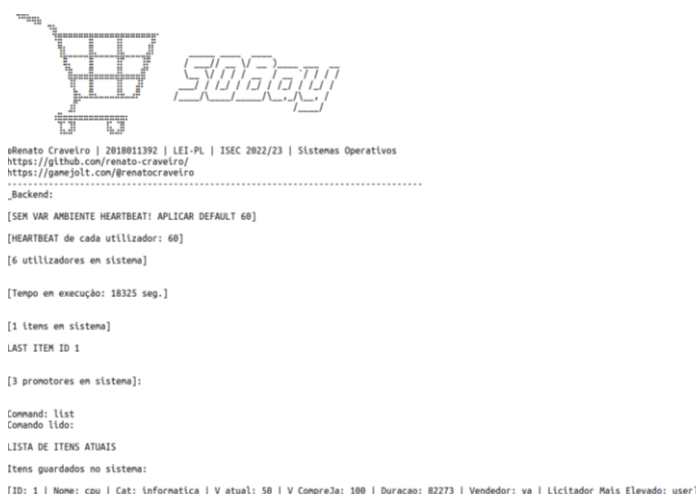 SOBay
Renato Craveiro | 2018011392 | LEI-PL | ISEC 2022/23 | Sistemas Operativos
https://github.com/renato-craveiro/
https://gamejolt.com/@renatocraveiro
_Backend:
[SEM VAR AMBIENTE HEARTBEAT! APLICAR DEFAULT 60]
[HEARTBEAT de cada utilizador: 60]
[6 utilizadores em sistema]
[Tempo em execução: 18325 seg.]
[1 items em sistema]
LAST ITEM ID 1
[3 promotores em sistema]:
Command: list
Comando lido:
LISTA DE ITENS ATUAIS
Itens guardados no sistema:
[ID: 1 | Nome: cpu | Cat: informatica | V atual: 50 | V CompreJa: 100 | Duracao: 82273 | Vendedor: va | Licitador Mais Elevado: user]